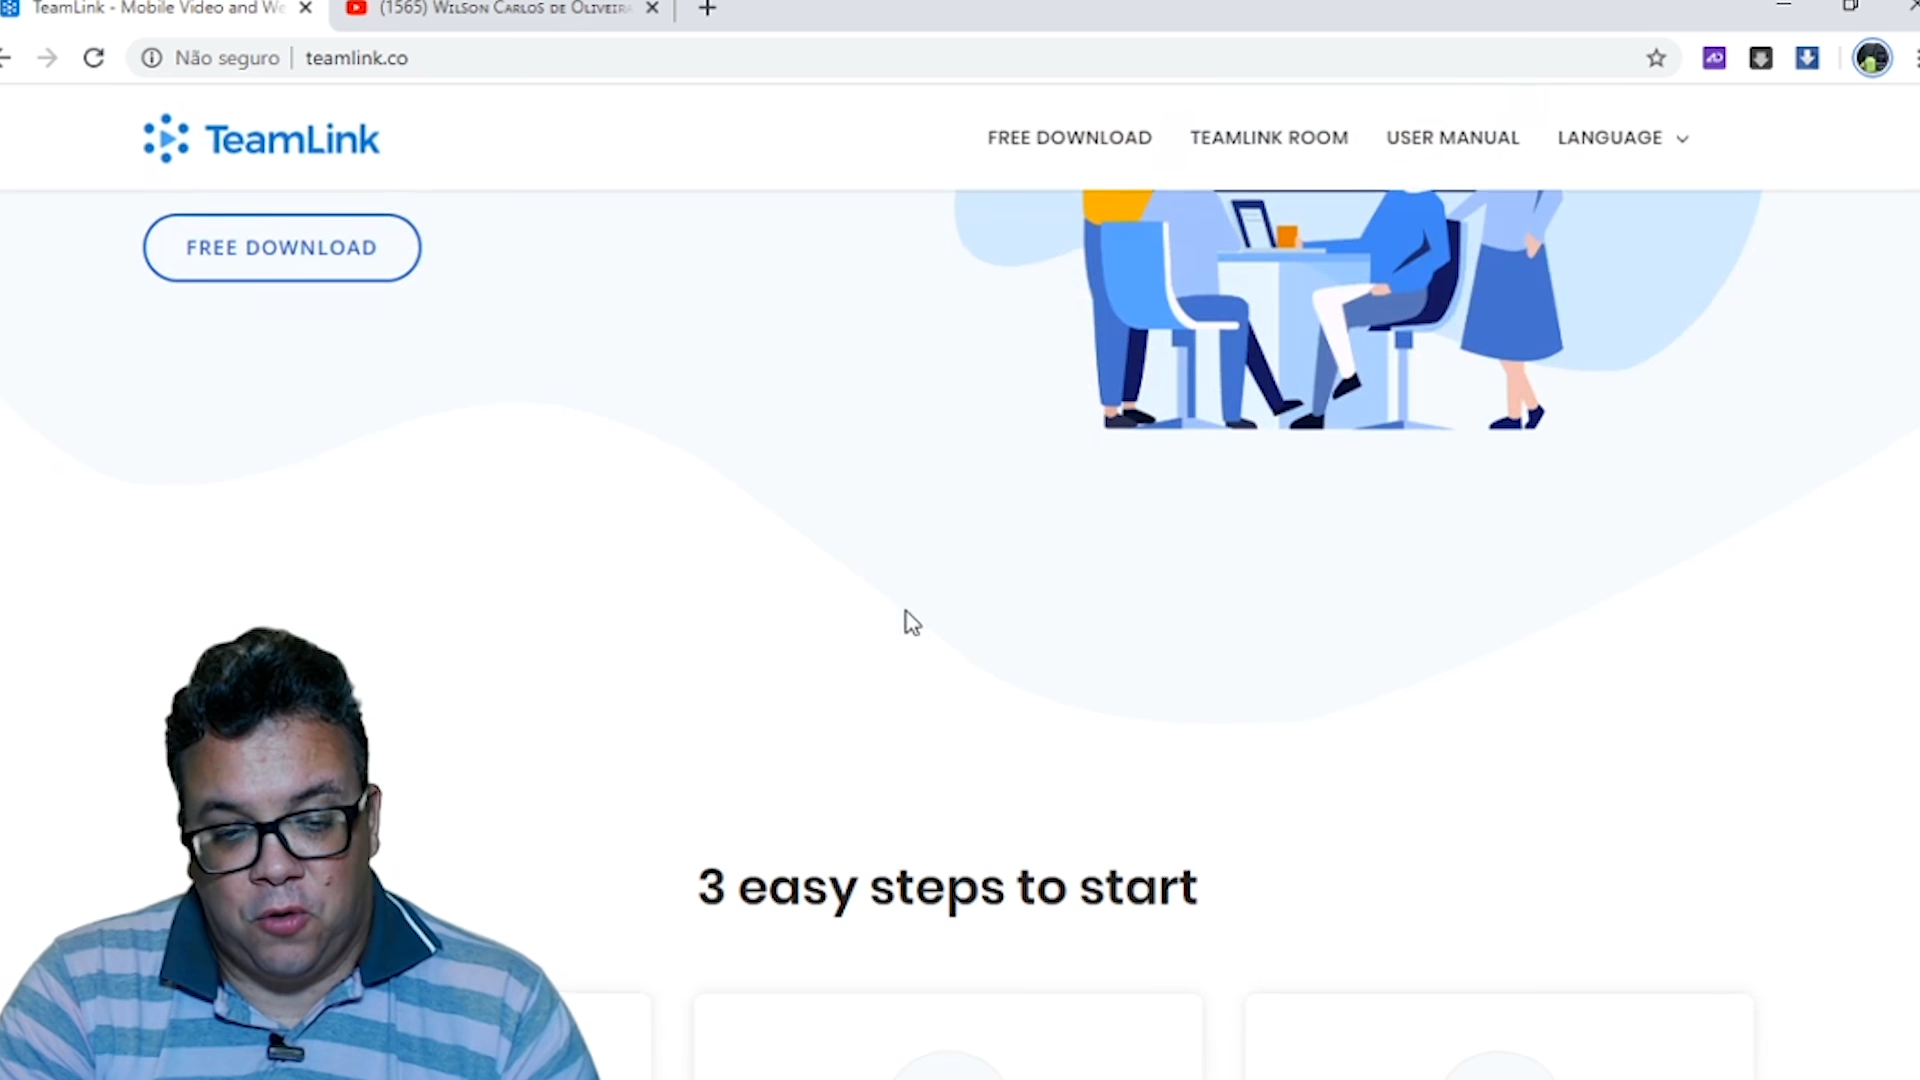 TeamLink - Mobile Video and We
(1565) Wilson Carlos de Oliveira
Não seguro | teamlink.co
TeamLink
FREE DOWNLOAD
TEAMLINK ROOM
USER MANUAL
LANGUAGE
FREE DOWNLOAD
3 easy steps to start